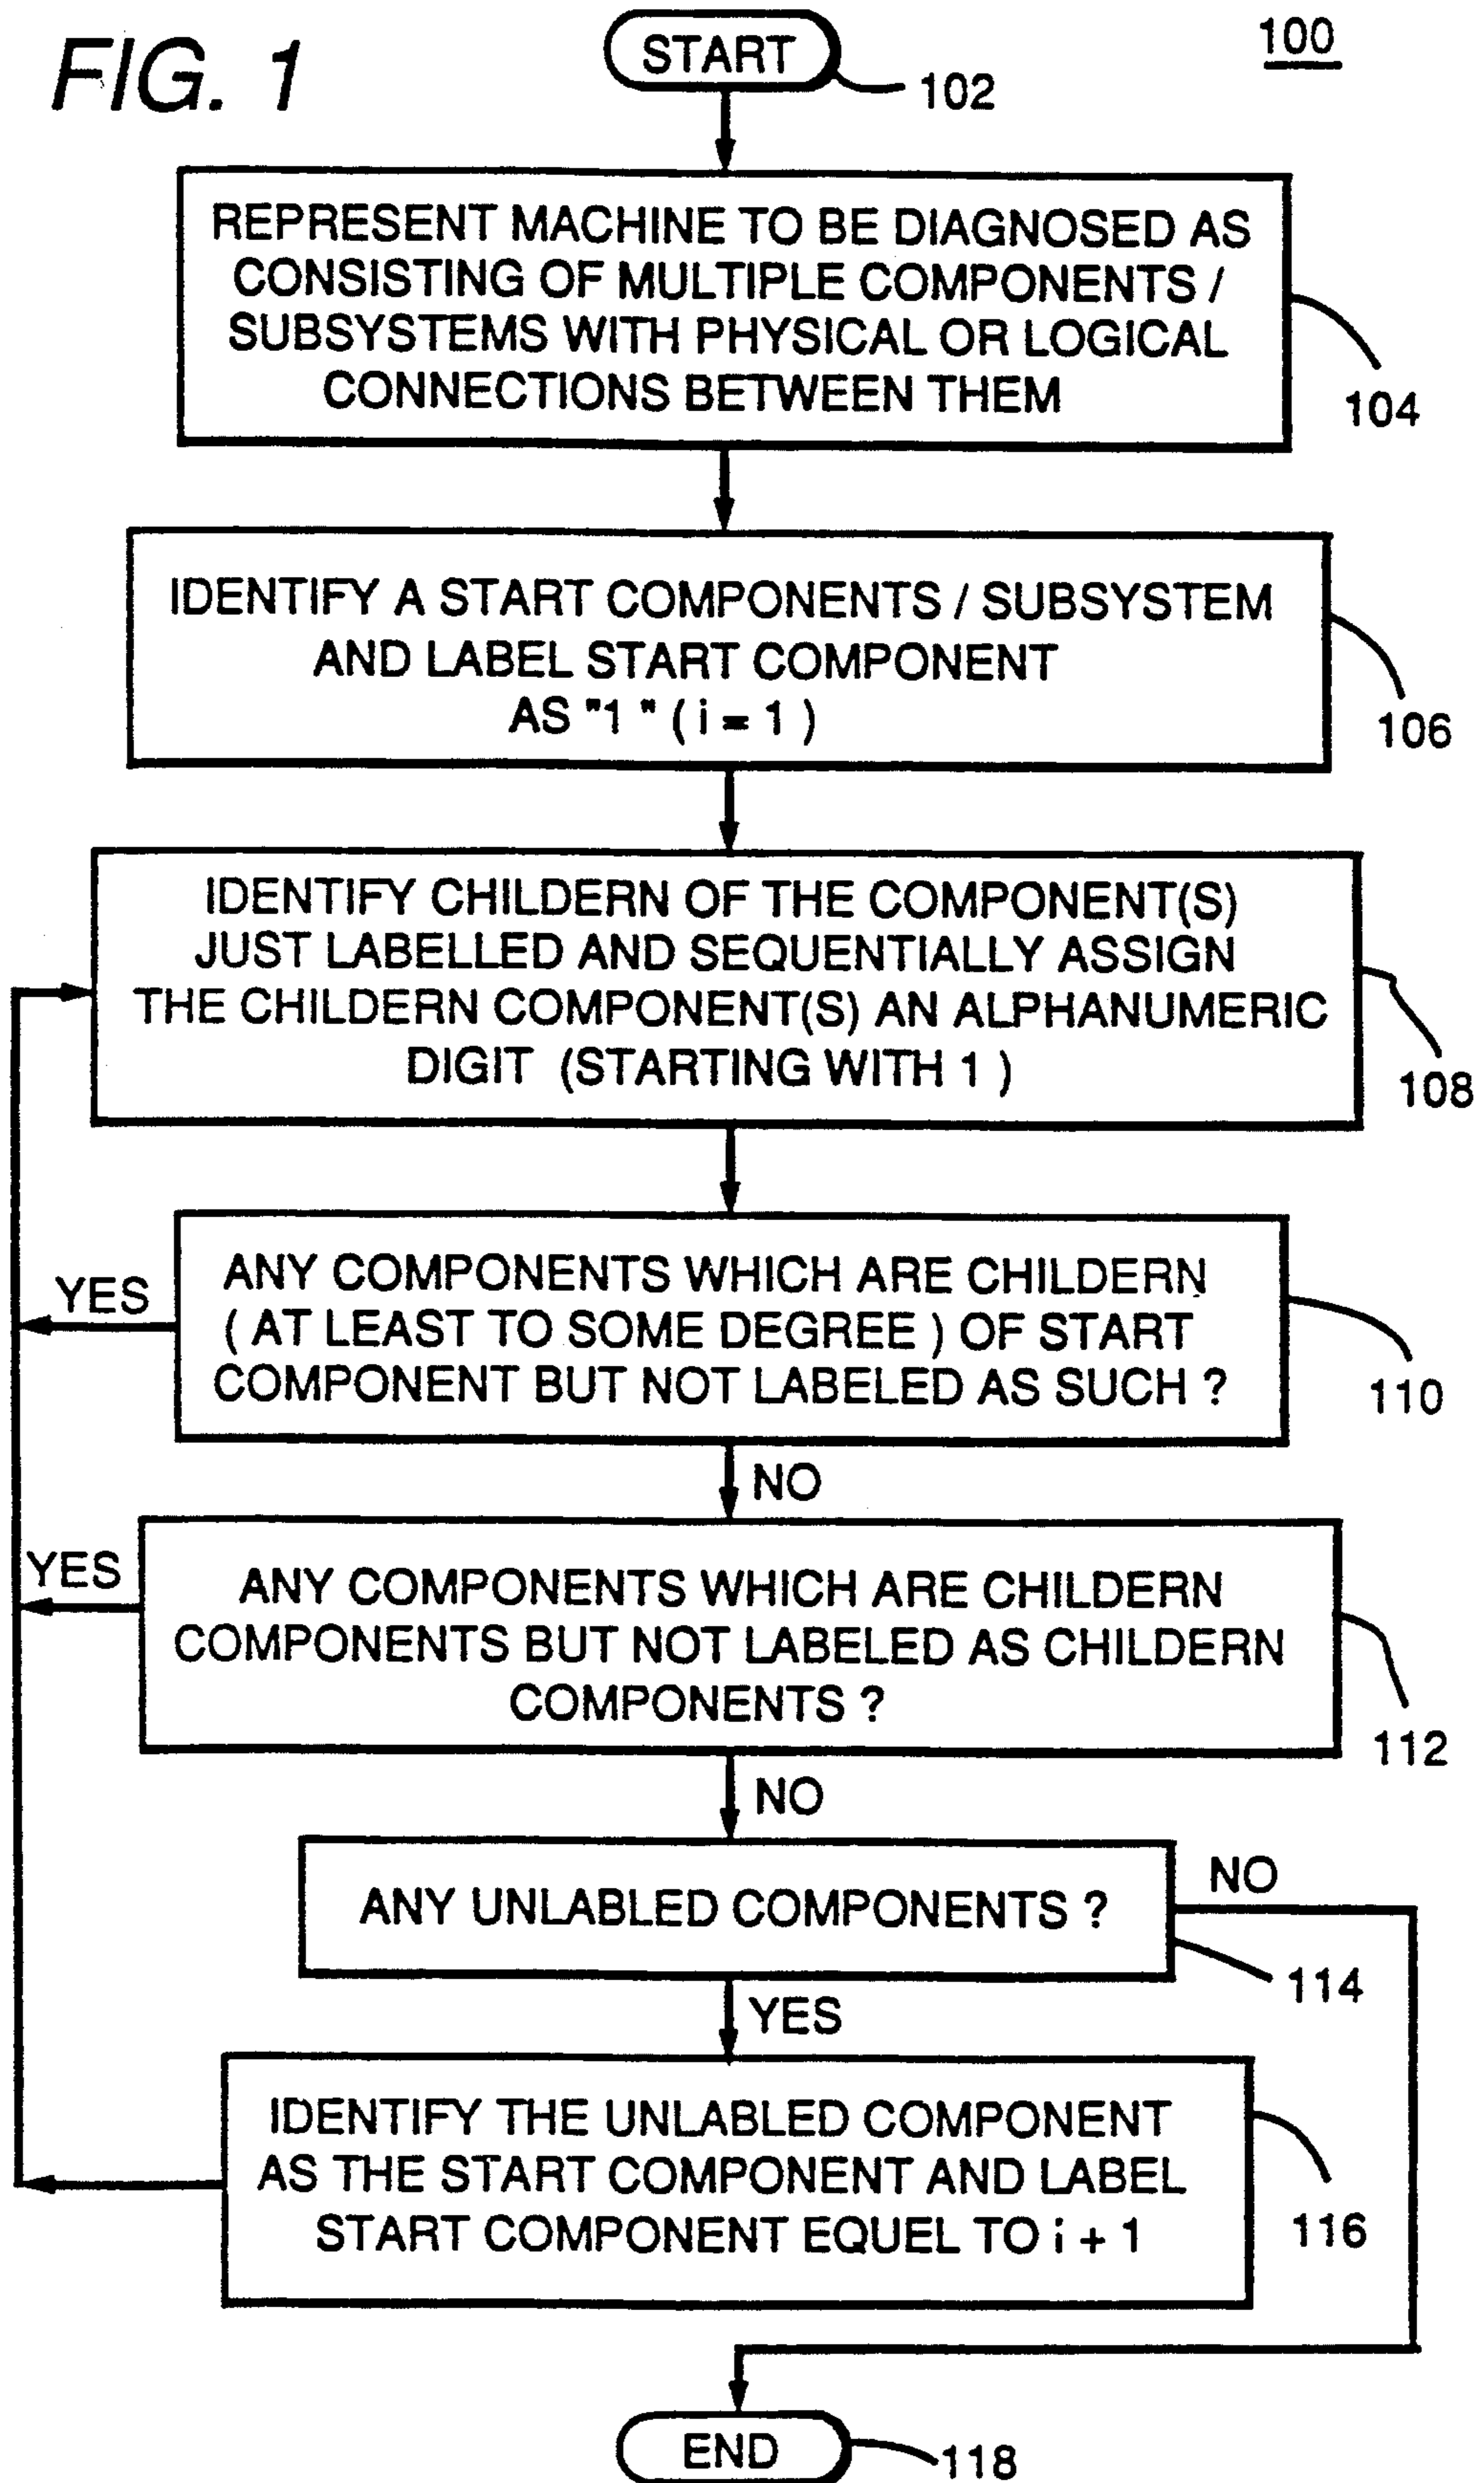 FIG. 1
START
100
102
REPRESENT MACHINE TO BE DIAGNOSED AS
CONSISTING OF MULTIPLE COMPONENTS /
SUBSYSTEMS WITH PHYSICAL OR LOGICAL
CONNECTIONS BETWEEN THEM
104
IDENTIFY A START COMPONENTS / SUBSYSTEM
AND LABEL START COMPONENT
AS "1" ( i = 1 )
106
IDENTIFY CHILDERN OF THE COMPONENT(S)
JUST LABELLED AND SEQUENTIALLY ASSIGN
THE CHILDERN COMPONENT(S) AN ALPHANUMERIC
DIGIT (STARTING WITH 1 )
108
YES
ANY COMPONENTS WHICH ARE CHILDERN
( AT LEAST TO SOME DEGREE ) OF START
COMPONENT BUT NOT LABELED AS SUCH ?
110
NO
YES
ANY COMPONENTS WHICH ARE CHILDERN
COMPONENTS BUT NOT LABELED AS CHILDERN
COMPONENTS ?
112
NO
ANY UNLABLED COMPONENTS ?
NO
114
YES
IDENTIFY THE UNLABLED COMPONENT
AS THE START COMPONENT AND LABEL
START COMPONENT EQUAL TO i + 1
116
END
118